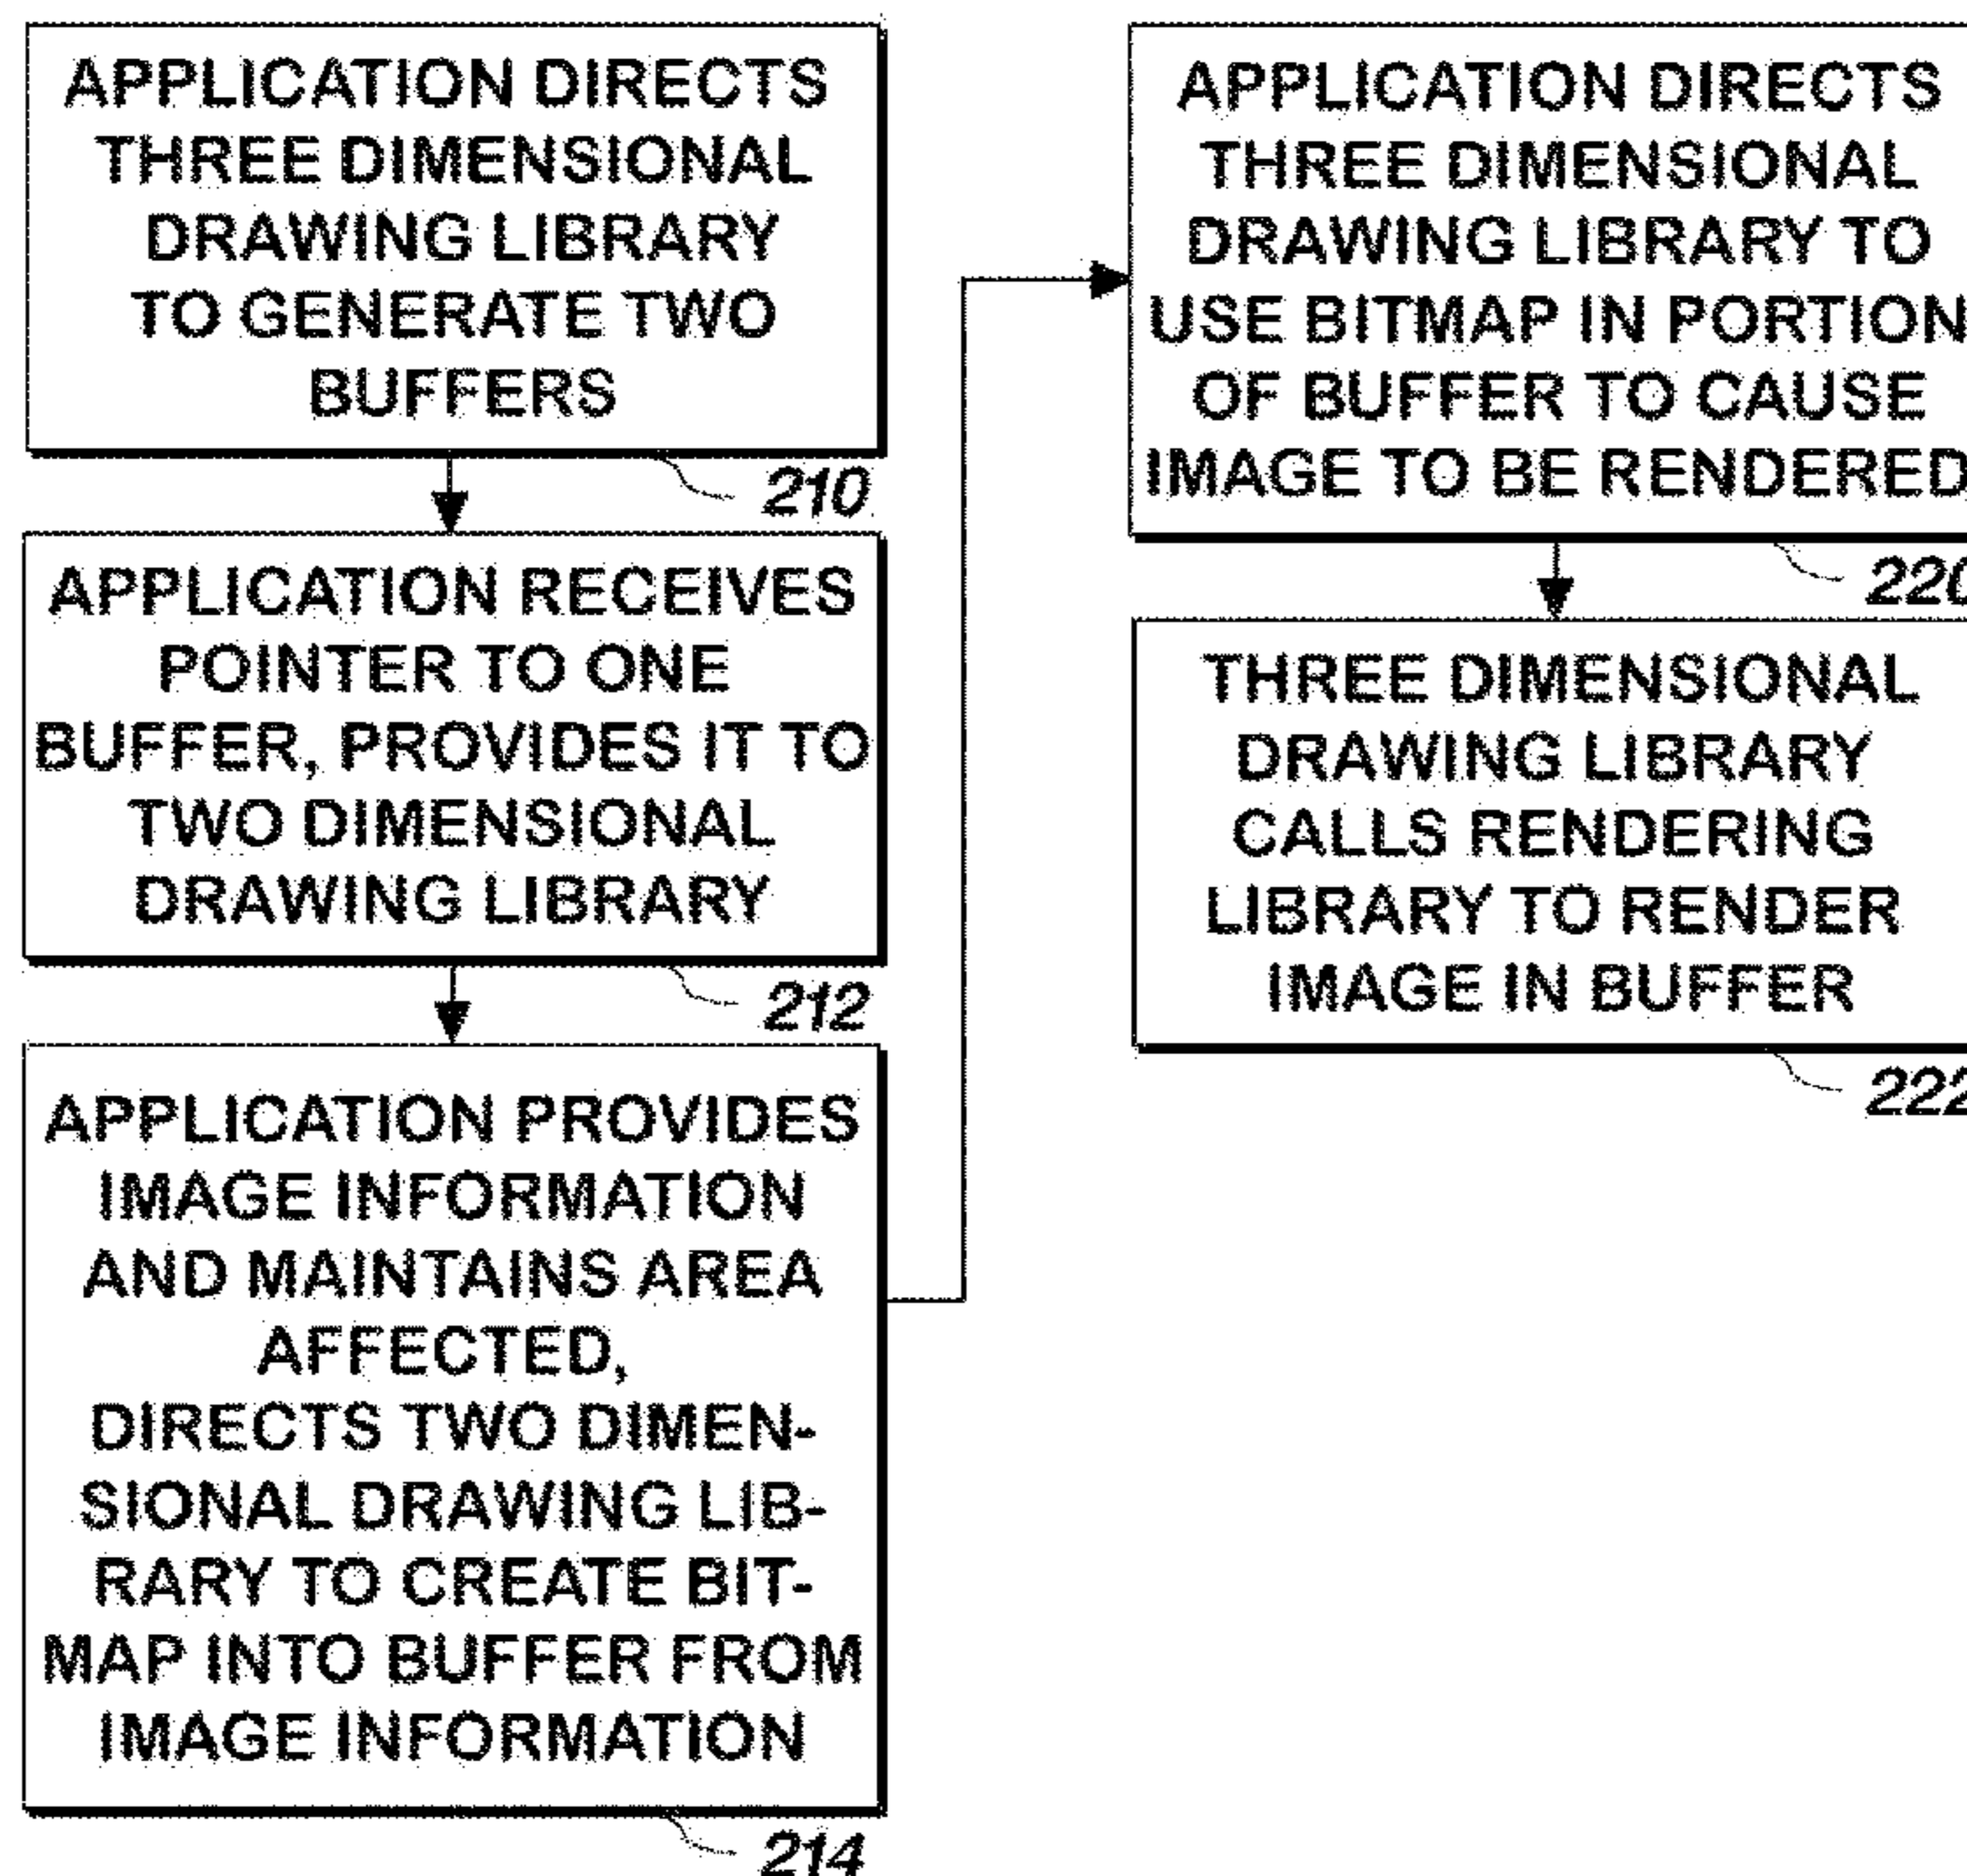 APPLICATION DIRECTS
THREE DIMENSIONAL
DRAWING LIBRARY
TO GENERATE TWO
BUFFERS
210
APPLICATION RECEIVES
POINTER TO ONE
BUFFER, PROVIDES IT TO
TWO DIMENSIONAL
DRAWING LIBRARY
212
APPLICATION PROVIDES
IMAGE INFORMATION
AND MAINTAINS AREA
AFFECTED,
DIRECTS TWO DIMEN-
SIONAL DRAWING LIB-
RARY TO CREATE BIT-
MAP INTO BUFFER FROM
IMAGE INFORMATION
214
APPLICATION DIRECTS
THREE DIMENSIONAL
DRAWING LIBRARY TO
USE BITMAP IN PORTION
OF BUFFER TO CAUSE
IMAGE TO BE RENDERED
220
THREE DIMENSIONAL
DRAWING LIBRARY
CALLS RENDERING
LIBRARY TO RENDER
IMAGE IN BUFFER
222